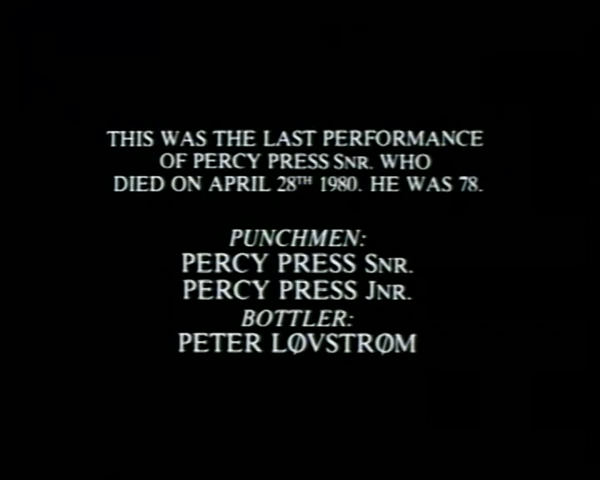 THIS WAS THE LAST PERFORMANCE
OF PERCY PRESS SNR. WHO
DIED ON APRIL 28TH 1980. HE WAS 78.
PUNCHMEN:
PERCY PRESS SNR.
PERCY PRESS JNR.
BOTTLER:
PETER LØVSTRØM